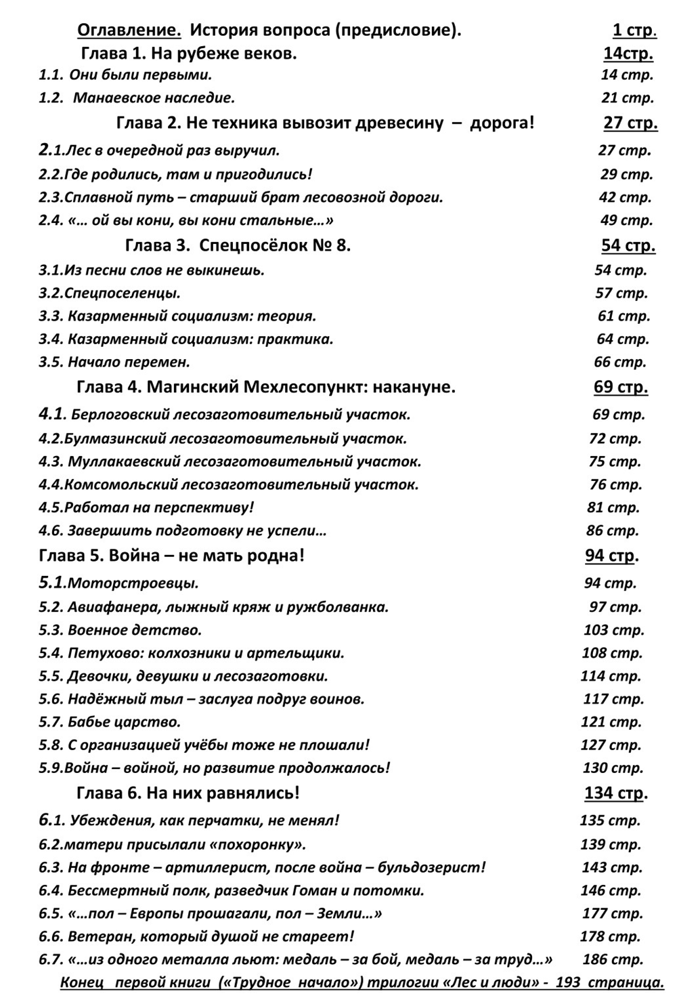 Оглавление. История вопроса (предисловие). 1 стр.
Глава 1. На рубеже веков. 14стр.
1.1. Они были первыми. 14 стр.
1.2. Манаевское наследие. 21 стр.
Глава 2. Не техника вывозит древесину – дорога! 27 стр.
2.1.Лес в очередной раз выручил. 27 стр.
2.2.Где родились, там и пригодились! 29 стр.
2.3.Сплавной путь – старший брат лесовозной дороги. 42 стр.
2.4. «… ой вы кони, вы кони стальные…» 49 стр.
Глава 3. Спецпосёлок № 8. 54 стр.
3.1.Из песни слов не выкинешь. 54 стр.
3.2.Спецпоселенцы. 57 стр.
3.3. Казарменный социализм: теория. 61 стр.
3.4. Казарменный социализм: практика. 64 стр.
3.5. Начало перемен. 66 стр.
Глава 4. Магинский Мехлесопункт: накануне. 69 стр.
4.1. Берлоговский лесозаготовительный участок. 69 стр.
4.2.Булмазинский лесозаготовительный участок. 72 стр.
4.3. Муллакаевский лесозаготовительный участок. 75 стр.
4.4.Комсомольский лесозаготовительный участок. 76 стр.
4.5.Работал на перспективу! 81 стр.
4.6. Завершить подготовку не успели… 86 стр.
Глава 5. Война – не мать родна! 94 стр.
5.1.Моторстроевцы. 94 стр.
5.2. Авиафанера, лыжный кряж и ружболванка. 97 стр.
5.3. Военное детство. 103 стр.
5.4. Петухово: колхозники и артельщики. 108 стр.
5.5. Девочки, девушки и лесозаготовки. 114 стр.
5.6. Надёжный тыл – заслуга подруг воинов. 117 стр.
5.7. Бабье царство. 121 стр.
5.8. С организацией учёбы тоже не плошали! 127 стр.
5.9.Война – войной, но развитие продолжалось! 130 стр.
Глава 6. На них равнялись! 134 стр.
6.1. Убеждения, как перчатки, не менял! 135 стр.
6.2.матери присылали «похоронку». 139 стр.
6.3. На фронте – артиллерист, после война – бульдозерист! 143 стр.
6.4. Бессмертный полк, разведчик Гоман и потомки. 146 стр.
6.5. «…пол – Европы прошагали, пол – Земли…» 177 стр.
6.6. Ветеран, который душой не стареет! 178 стр.
6.7. «…из одного металла льют: медаль – за бой, медаль – за труд…» 186 стр.
Конец первой книги («Трудное начало») трилогии «Лес и люди» - 193 страница.